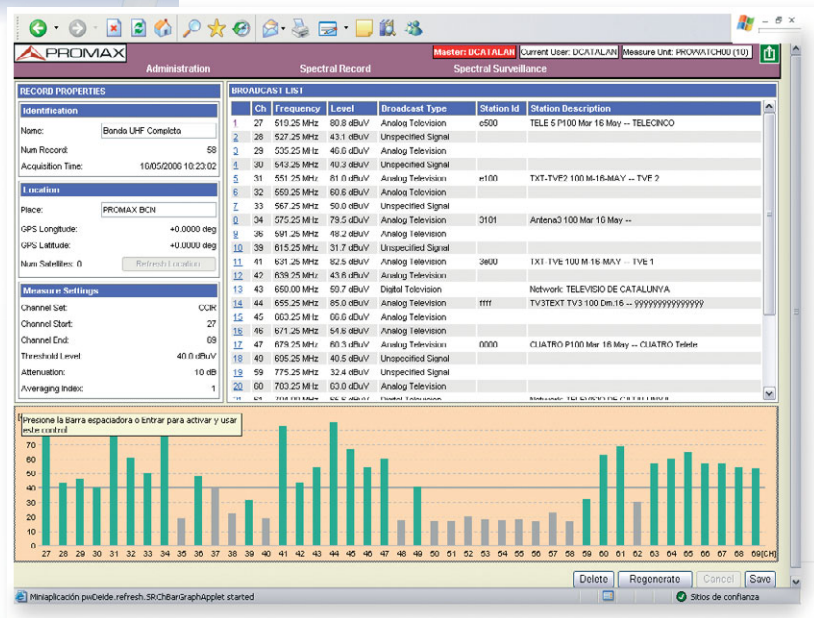 PROMAX
Master: DCATALAN Current User: DCATALAN Measure Unit: PROWATCH00 (10)
Administration Spectral Record Spectral Surveillance
RECORD PROPERTIES
Identification
Name: Banda UHF Completa
Num Record: 58
Acquisition Time: 16/05/2006 10:23:02
Location
Place: PROMAX BCN
GPS Longitude: +0.0000 deg
GPS Latitude: +0.0000 deg
Num Satellites: 0 Refresh Location
Measure Settings
Channel Set: CCIR
Channel Start: 27
Channel End: 69
Threshold Level: 40.0 dBuV
Attenuation: 10 dB
Averaging Index: 1
BROADCAST LIST
Ch Frequency Level Broadcast Type Station Id Station Description
1 27 519.25 MHz 80.8 dBuV Analog Television c500 TELE 5 P100 Mar 16 May -- TELECINCO
2 28 527.25 MHz 43.1 dBuV Unspecified Signal
3 29 535.25 MHz 46.6 dBuV Analog Television
4 30 543.25 MHz 40.3 dBuV Unspecified Signal
5 31 551.25 MHz 81.0 dBuV Analog Television e100 TXT-TVE2 100 M-16-MAY -- TVE 2
6 32 559.25 MHz 60.6 dBuV Analog Television
7 33 567.25 MHz 50.0 dBuV Unspecified Signal
8 34 575.25 MHz 79.5 dBuV Analog Television 3101 Antena3 100 Mar 16 May --
9 36 591.25 MHz 48.2 dBuV Analog Television
10 39 615.25 MHz 31.7 dBuV Unspecified Signal
11 41 631.25 MHz 82.5 dBuV Analog Television 3e00 TXT-TVE 100 M-16-MAY -- TVE 1
12 42 639.25 MHz 43.6 dBuV Analog Television
13 43 650.00 MHz 59.7 dBuV Digital Television Network: TELEVISIO DE CATALUNYA
14 44 655.25 MHz 85.0 dBuV Analog Television ffff TV3TEXT TV3 100 Dm.16 -- ÿÿÿÿÿÿÿÿÿÿÿÿÿÿÿ
15 45 663.25 MHz 66.6 dBuV Analog Television
16 46 671.25 MHz 54.6 dBuV Analog Television
17 47 679.25 MHz 60.3 dBuV Analog Television 0000 CUATRO P100 Mar 16 May -- CUATRO Telete
18 49 695.25 MHz 40.5 dBuV Unspecified Signal
19 59 775.25 MHz 32.4 dBuV Unspecified Signal
20 60 783.25 MHz 63.0 dBuV Analog Television
Digital Television Network: TELEVISIO DE CATALUNYA
Presione la Barra espaciadora o Entrar para activar y usar
este control
70
60
50
40
30
20
10
0
27 28 29 30 31 32 33 34 35 36 37 38 39 40 41 42 43 44 45 46 47 48 49 50 51 52 53 54 55 56 57 58 59 60 61 62 63 64 65 66 67 68 69[CH]
Delete Regenerate Cancel Save
Miniaplicación pwDeide.refresh.SRChBarGraphApplet started Sitios de confianza